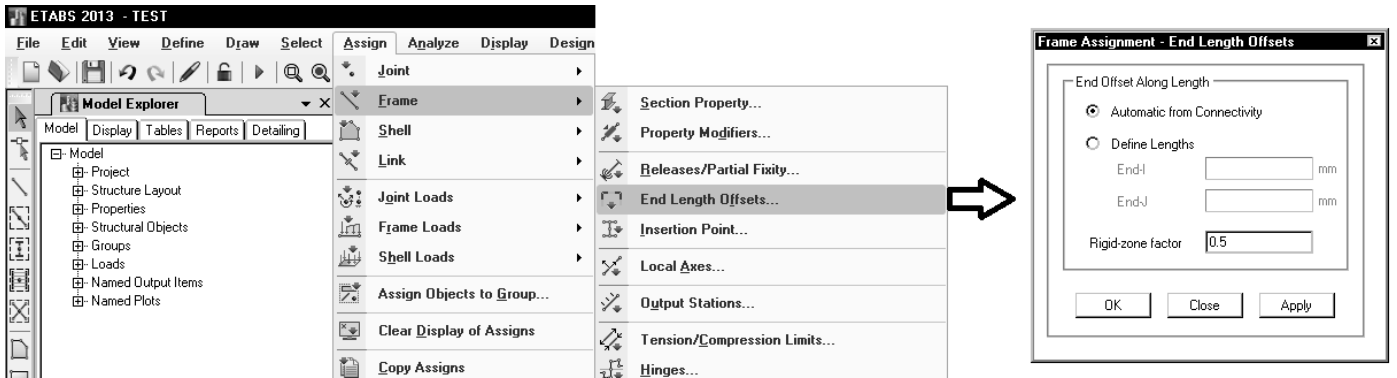 ETABS 2013 - TEST
File Edit View Define Draw Select Assign Analyze Display Design
Model Explorer
Model Display Tables Reports Detailing
Model
Project
Structure Layout
Properties
Structural Objects
Groups
Loads
Named Output Items
Named Plots
Joint
Frame
Shell
Link
Joint Loads
Frame Loads
Shell Loads
Assign Objects to Group...
Clear Display of Assigns
Copy Assigns
Section Property...
Property Modifiers...
Releases/Partial Fixity...
End Length Offsets...
Insertion Point...
Local Axes...
Output Stations...
Tension/Compression Limits...
Hinges...
Frame Assignment - End Length Offsets
End Offset Along Length
Automatic from Connectivity
Define Lengths
End-I mm
End-J mm
Rigid-zone factor 0.5
OK Close Apply